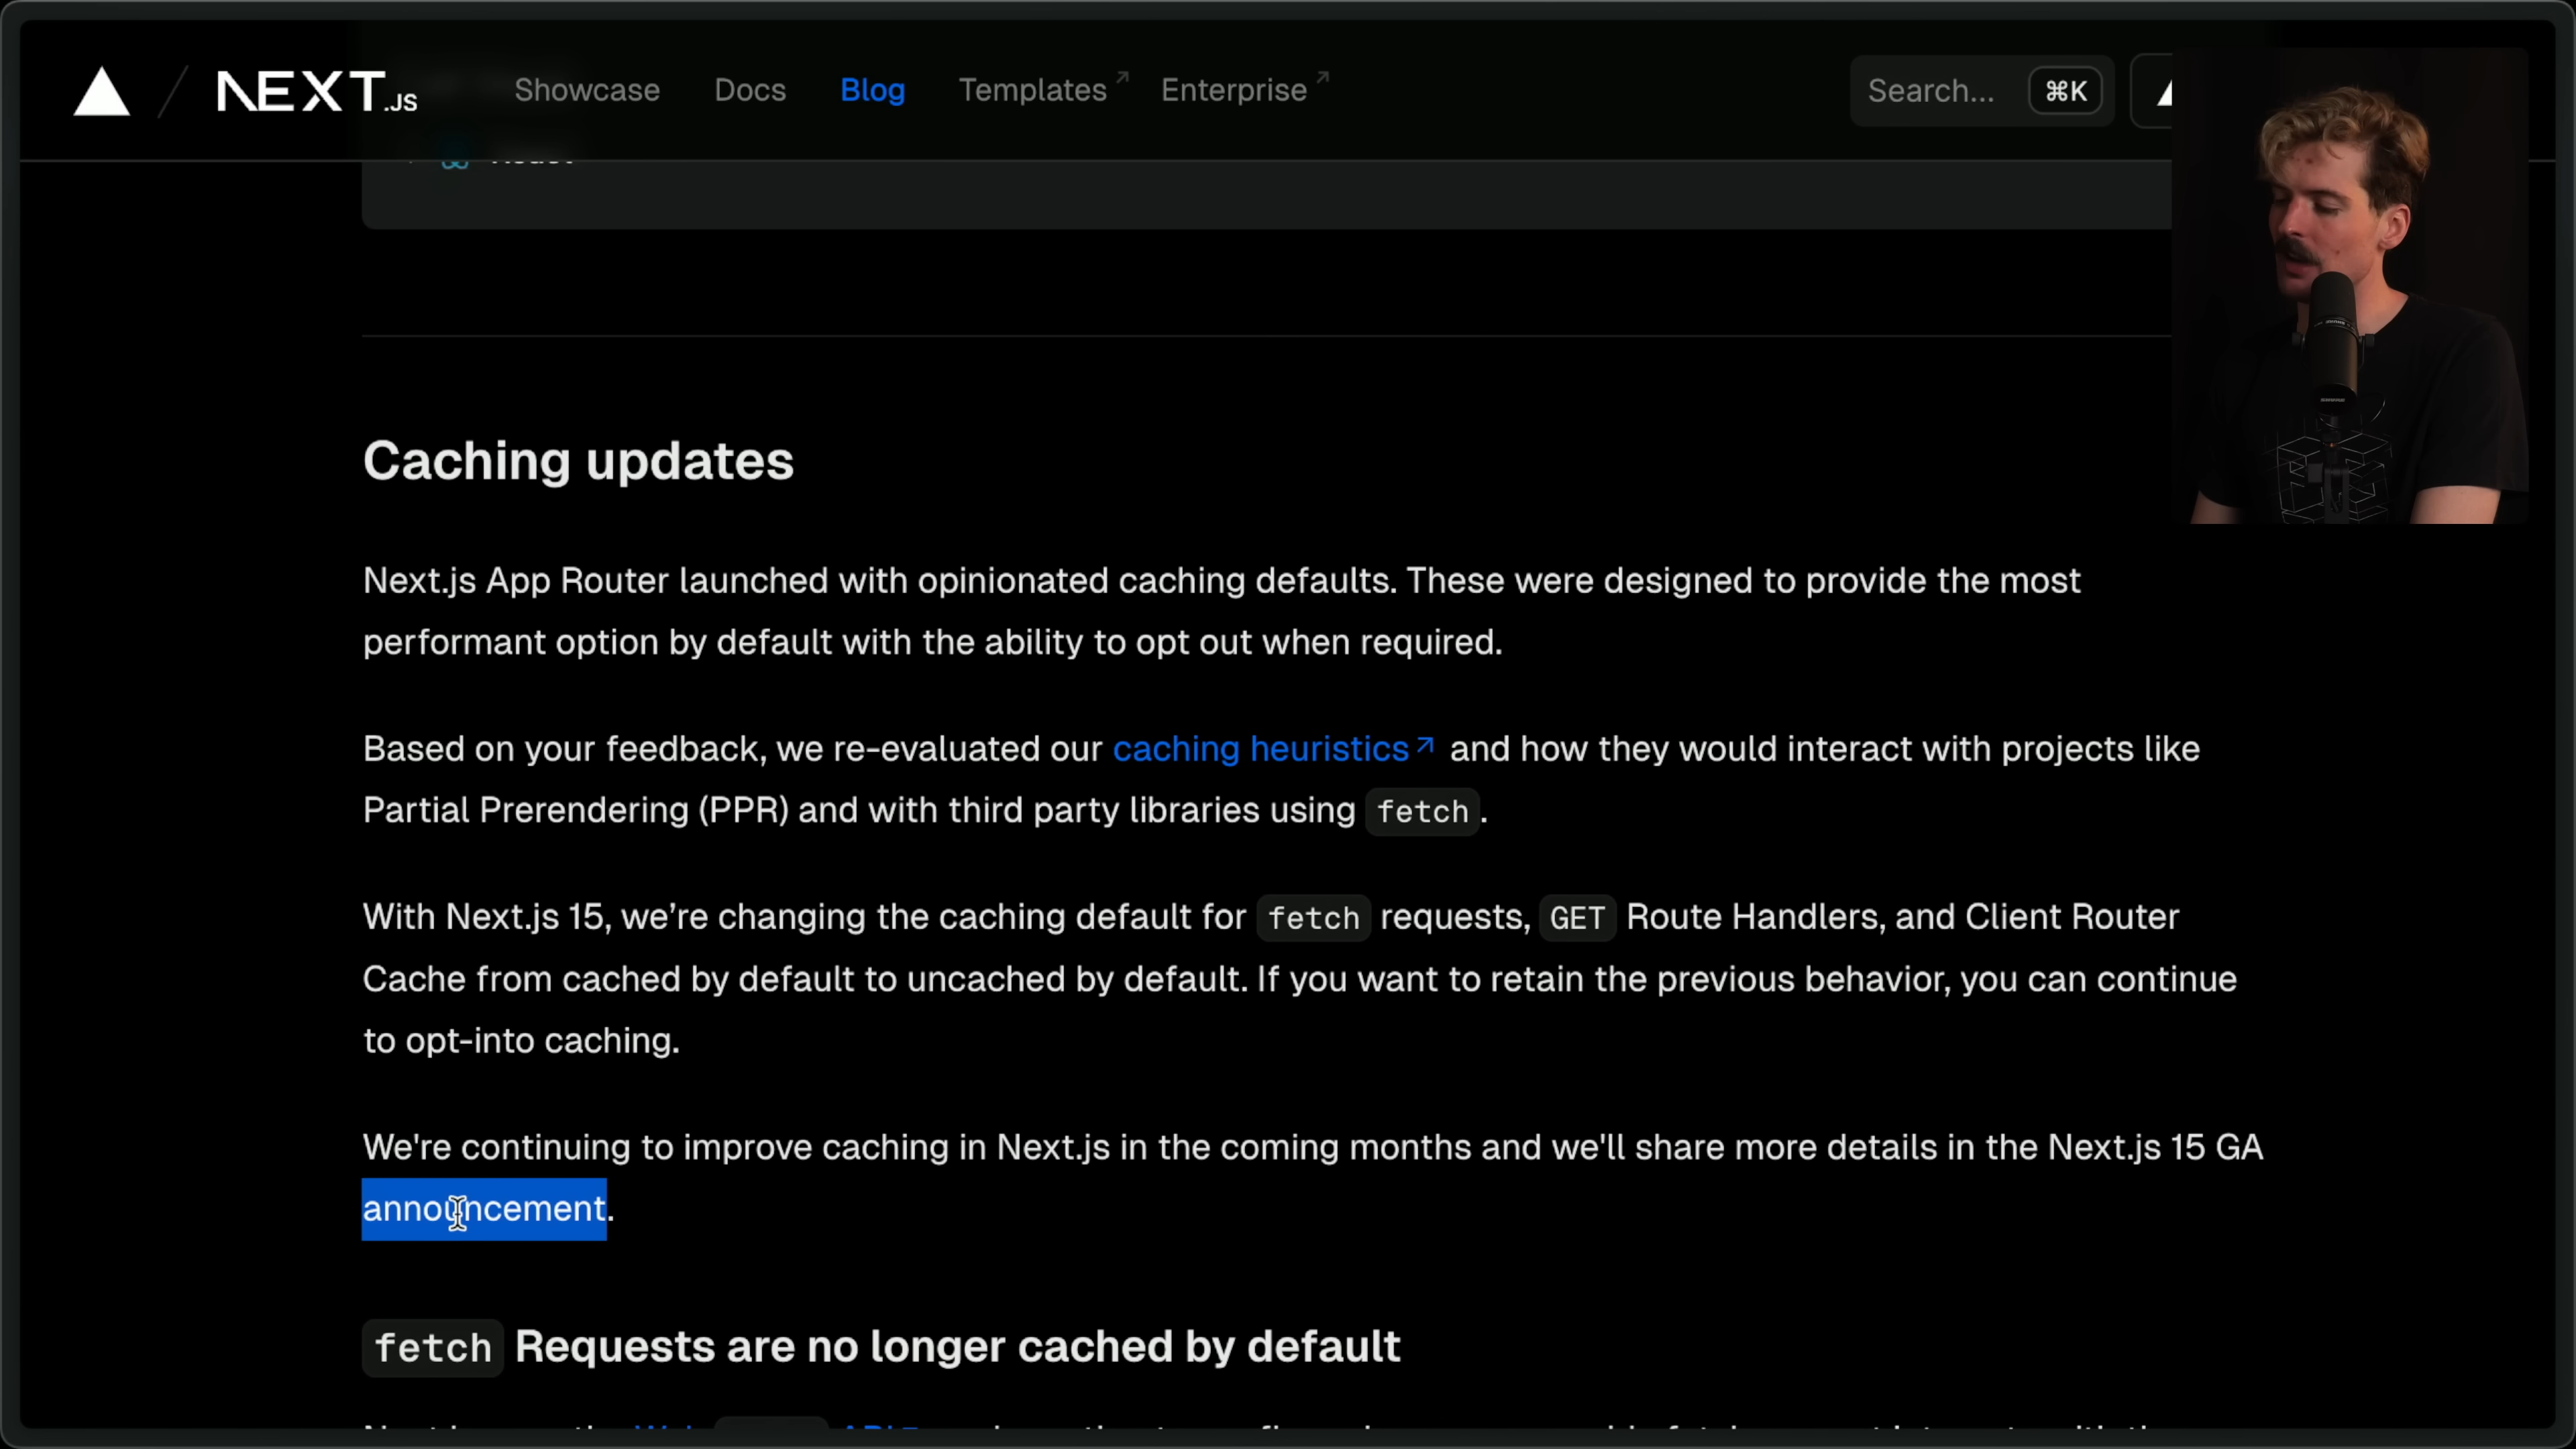 NEXT.JS Showcase Docs Blog Templates Enterprise Search... ⌘K
Caching updates
Next.js App Router launched with opinionated caching defaults. These were designed to provide the most
performant option by default with the ability to opt out when required.
Based on your feedback, we re-evaluated our caching heuristics and how they would interact with projects like
Partial Prerendering (PPR) and with third party libraries using fetch.
With Next.js 15, we’re changing the caching default for fetch requests, GET Route Handlers, and Client Router
Cache from cached by default to uncached by default. If you want to retain the previous behavior, you can continue
to opt-into caching.
We're continuing to improve caching in Next.js in the coming months and we'll share more details in the Next.js 15 GA
announcement.
fetch Requests are no longer cached by default